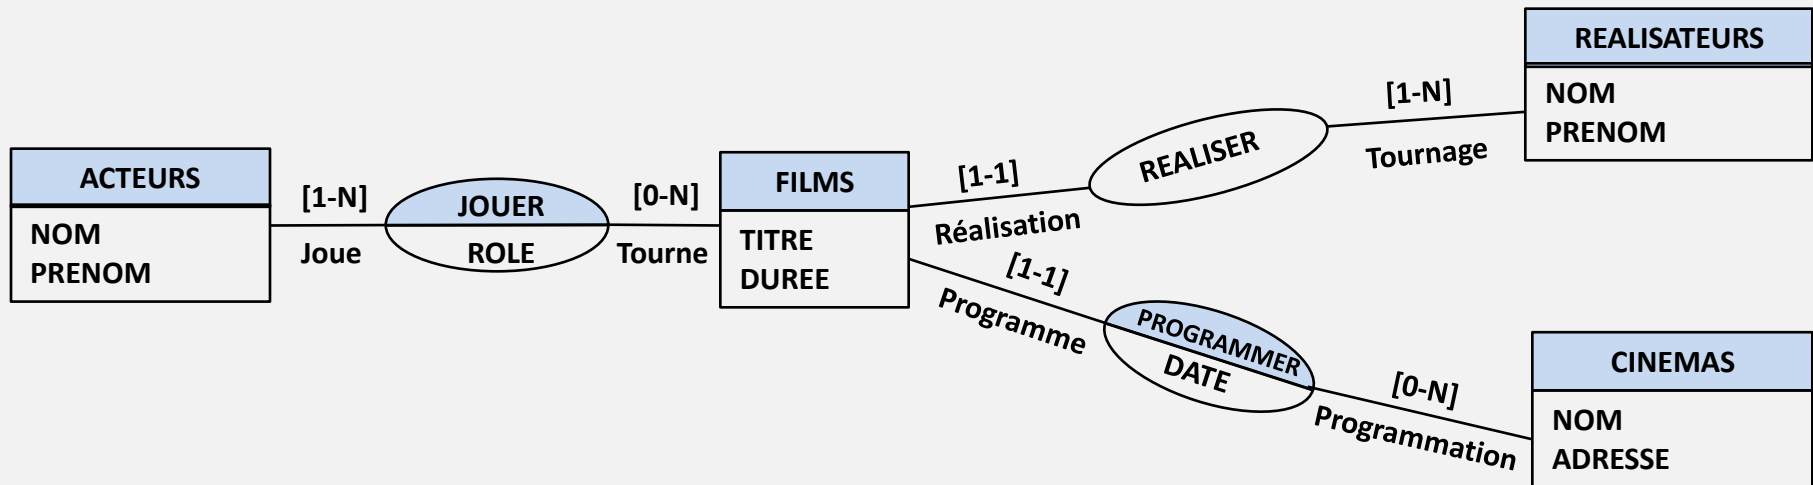 ACTEURS
NOM
PRENOM
[1-N]
Joue
JOUER
ROLE
[0-N]
Tourne
FILMS
TITRE
DUREE
[1-1]
Réalisation
REALISER
[1-N]
Tournage
REALISATEURS
NOM
PRENOM
[1-1]
Programme
PROGRAMMER
DATE
[0-N]
Programmation
CINEMAS
NOM
ADRESSE